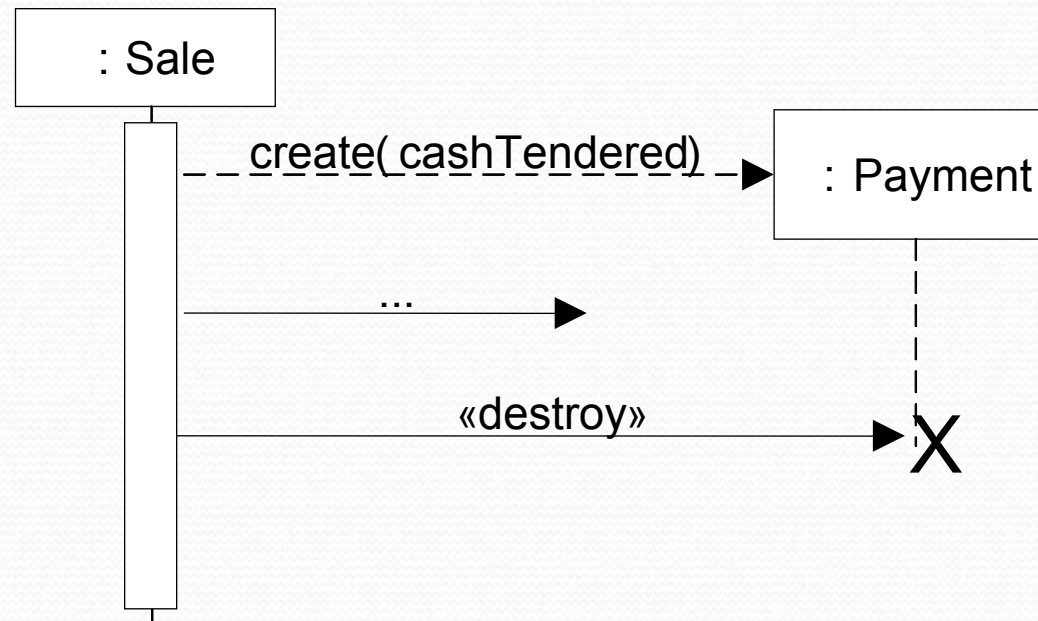 : Sale
create( cashTendered)
: Payment
...
«destroy»
X